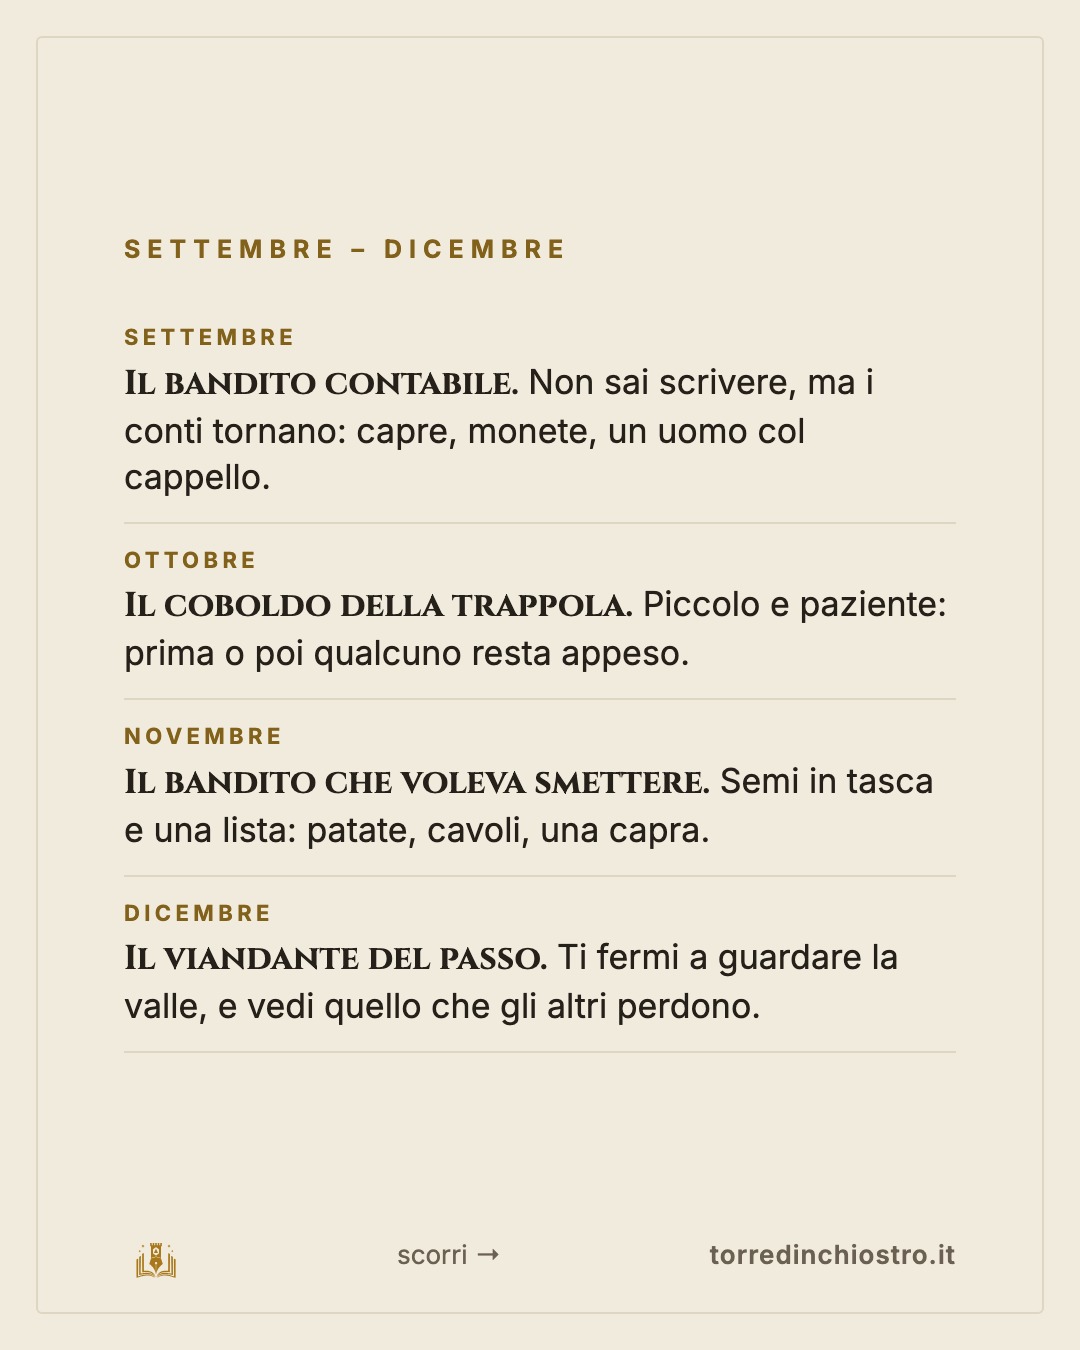 SETTEMBRE – DICEMBRE
SETTEMBRE
Il bandito contabile. Non sai scrivere, ma i
conti tornano: capre, monete, un uomo col
cappello.
OTTOBRE
Il coboldo della trappola. Piccolo e paziente:
prima o poi qualcuno resta appeso.
NOVEMBRE
Il bandito che voleva smettere. Semi in tasca
e una lista: patate, cavoli, una capra.
DICEMBRE
Il viandante del passo. Ti fermi a guardare la
valle, e vedi quello che gli altri perdono.
scorri →
torredinchiostro.it